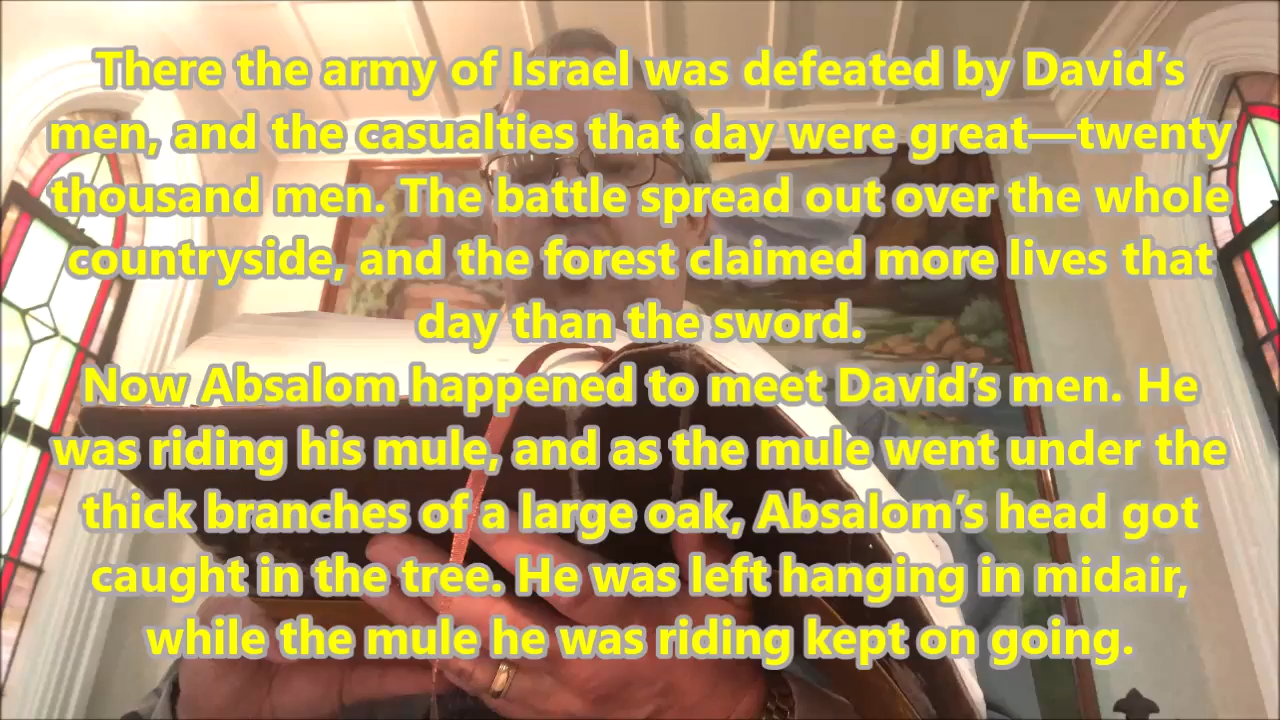 There the army of Israel was defeated by David’s
men, and the casualties that day were great—twenty
thousand men. The battle spread out over the whole
countryside, and the forest claimed more lives that
day than the sword.
Now Absalom happened to meet David’s men. He
was riding his mule, and as the mule went under the
thick branches of a large oak, Absalom’s head got
caught in the tree. He was left hanging in midair,
while the mule he was riding kept on going.